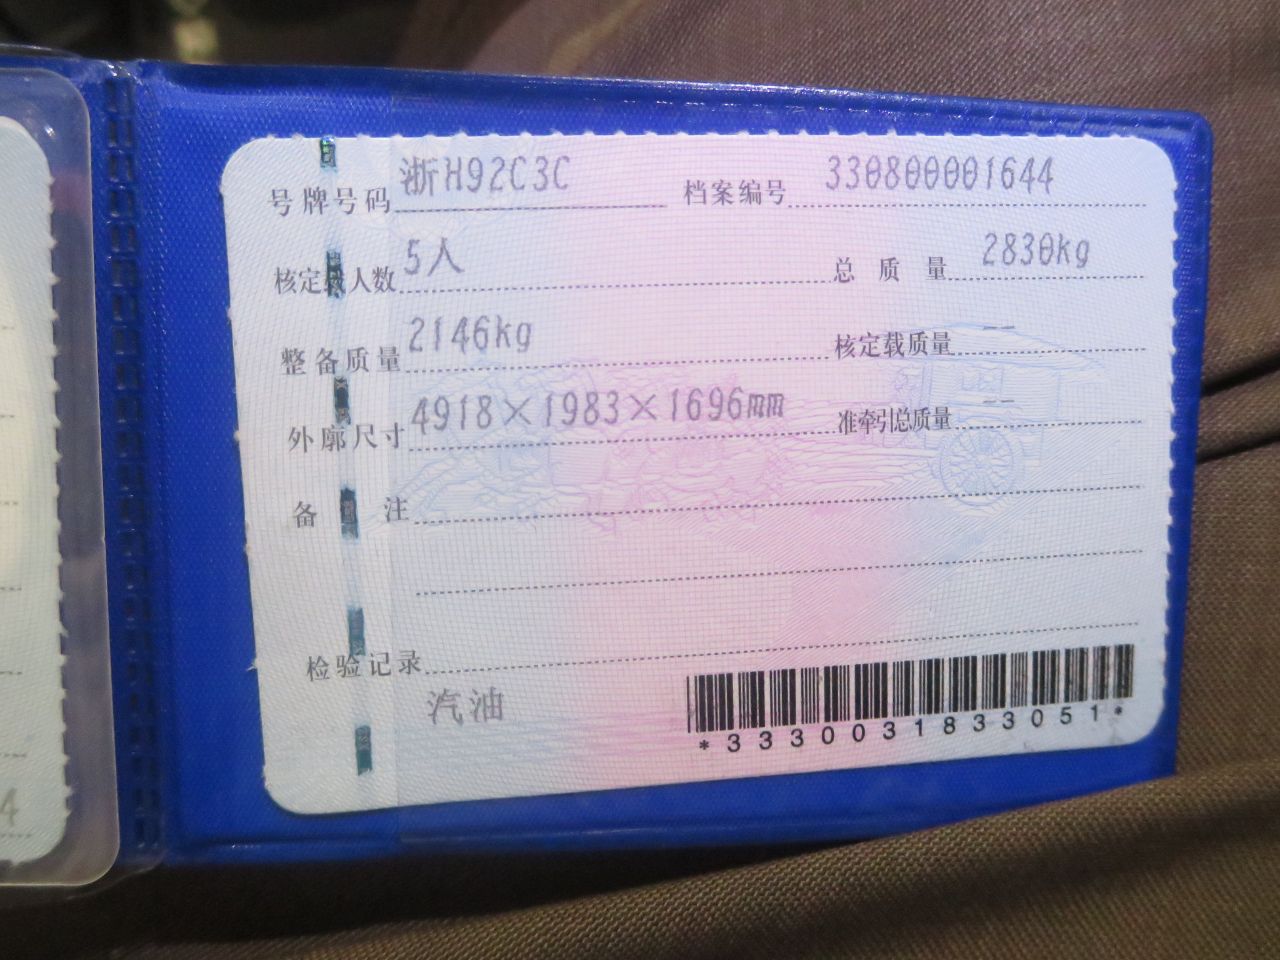 号牌号码 浙H92C3C 档案编号 330800001644
核定载人数 5人 总质量 2830kg
整备质量 2146kg 核定载质量 --
外廓尺寸 4918×1983×1696mm 准牵引总质量 --
备注
检验记录
汽油
*3330031833051*
4